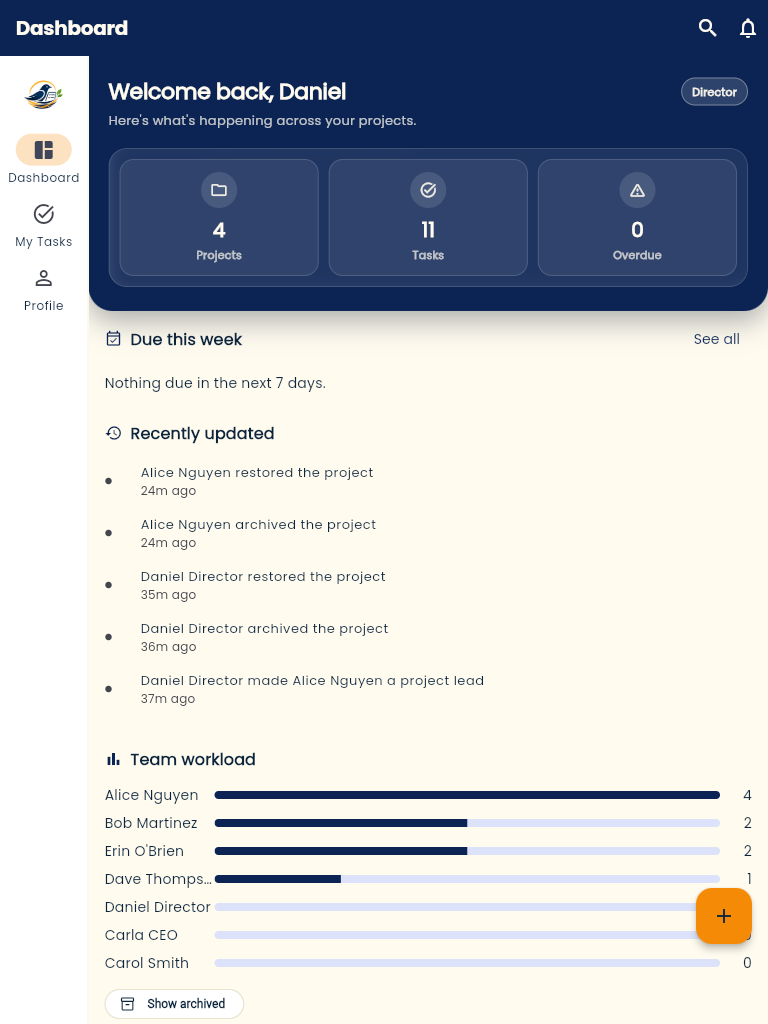 Dashboard
Welcome back, Daniel
Director
Here's what's happening across your projects.
4
Projects
11
Tasks
0
Overdue
Dashboard
My Tasks
Profile
Due this week
See all
Nothing due in the next 7 days.
Recently updated
Alice Nguyen restored the project
24m ago
Alice Nguyen archived the project
24m ago
Daniel Director restored the project
35m ago
Daniel Director archived the project
36m ago
Daniel Director made Alice Nguyen a project lead
37m ago
Team workload
Alice Nguyen 4
Bob Martinez 2
Erin O'Brien 2
Dave Thomps... 1
Daniel Director
Carla CEO
Carol Smith 0
Show archived